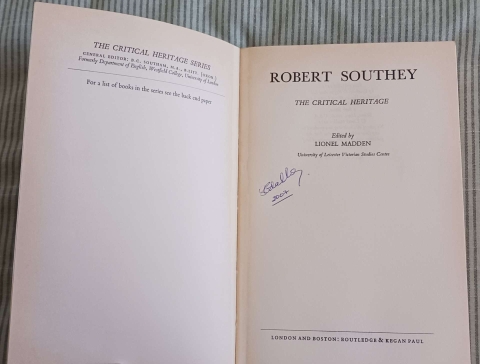 THE CRITICAL HERITAGE SERIES
GENERAL EDITOR: B.C. SOUTHAM, M.A., B.LITT. (OXON.)
Formerly Department of English, Westfield College, University of London
For a list of books in the series see the back end paper
ROBERT SOUTHEY
THE CRITICAL HERITAGE
Edited by
LIONEL MADDEN
University of Leicester Victorian Studies Centre
2007
LONDON AND BOSTON: ROUTLEDGE & KEGAN PAUL